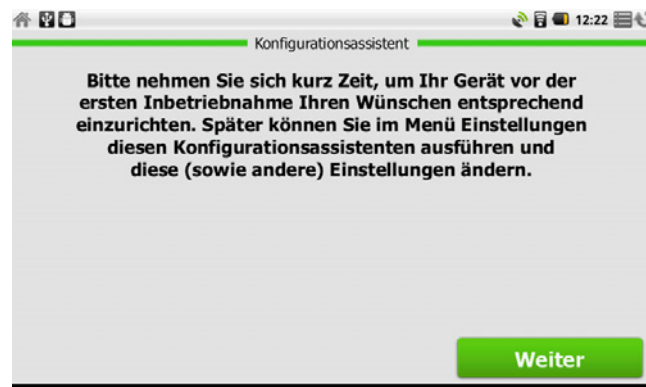 12:22
Konfigurationsassistent
Bitte nehmen Sie sich kurz Zeit, um Ihr Gerät vor der
ersten Inbetriebnahme Ihren Wünschen entsprechend
einzurichten. Später können Sie im Menü Einstellungen
diesen Konfigurationsassistenten ausführen und
diese (sowie andere) Einstellungen ändern.
Weiter